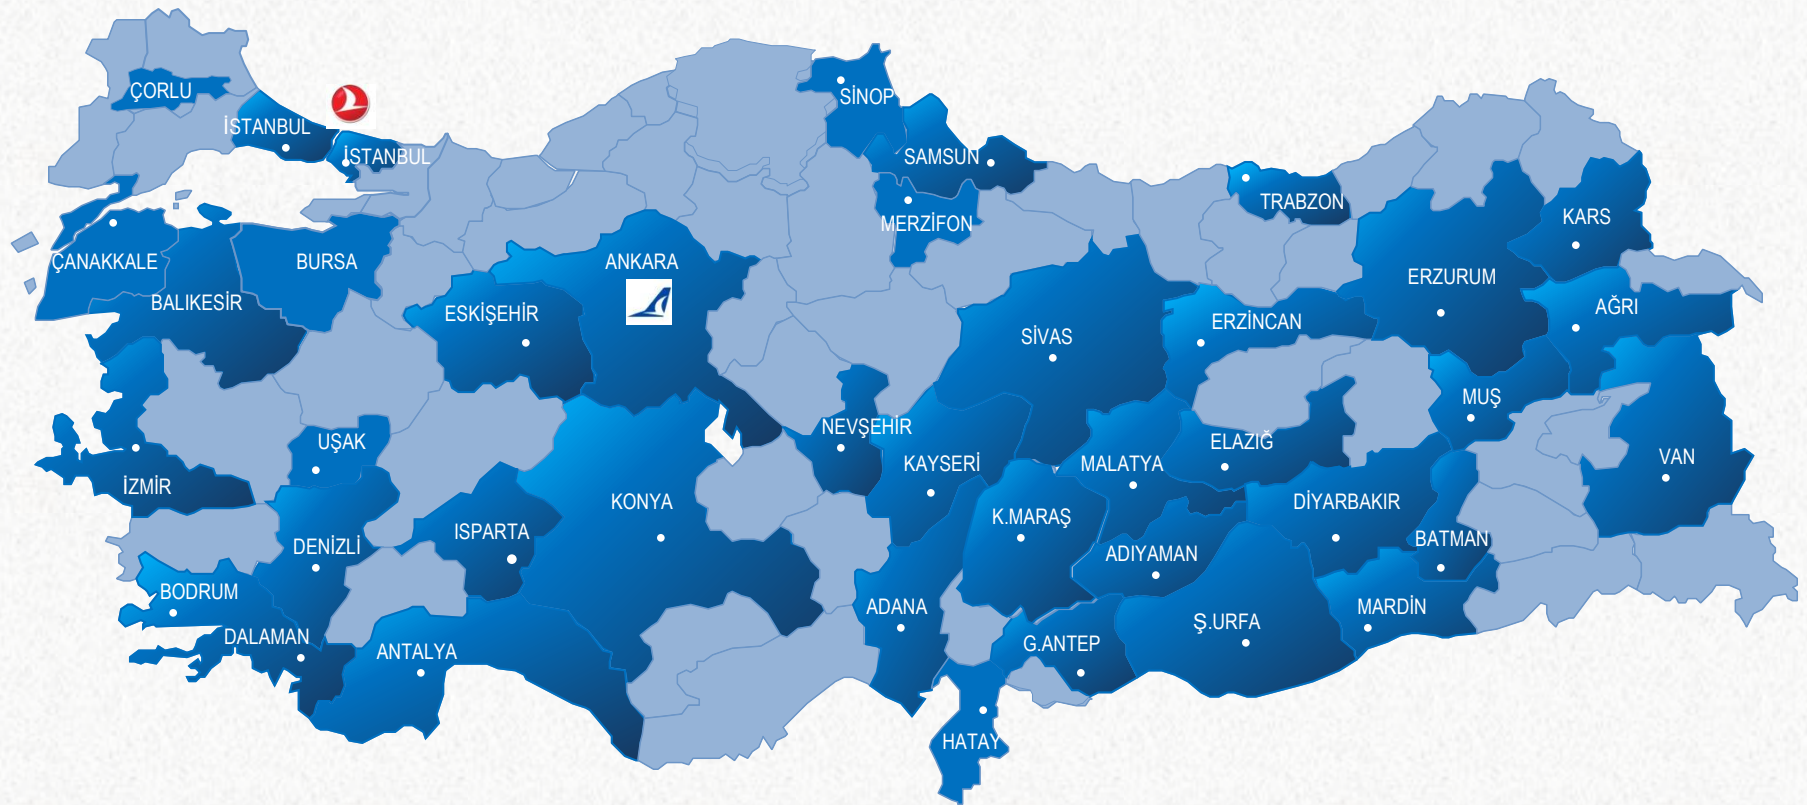 ÇORLU
İSTANBUL
İSTANBUL
SİNOP
SAMSUN
MERZİFON
TRABZON
KARS
ÇANAKKALE
BURSA
BALIKESİR
ANKARA
ESKİŞEHİR
SİVAS
ERZİNCAN
ERZURUM
AĞRI
MUŞ
VAN
UŞAK
İZMİR
NEVŞEHİR
KAYSERİ
MALATYA
ELAZIĞ
KONYA
ISPARTA
DENİZLİ
K.MARAŞ
ADIYAMAN
DİYARBAKIR
BATMAN
BODRUM
DALAMAN
ANTALYA
ADANA
G.ANTEP
Ş.URFA
MARDİN
HATAY